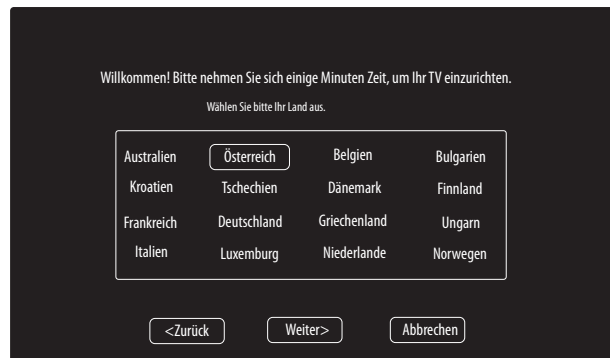 Willkommen! Bitte nehmen Sie sich einige Minuten Zeit, um Ihr TV einzurichten.
Wählen Sie bitte Ihr Land aus.
Australien Österreich Belgien Bulgarien
Kroatien Tschechien Dänemark Finnland
Frankreich Deutschland Griechenland Ungarn
Italien Luxemburg Niederlande Norwegen
<Zurück Weiter> Abbrechen